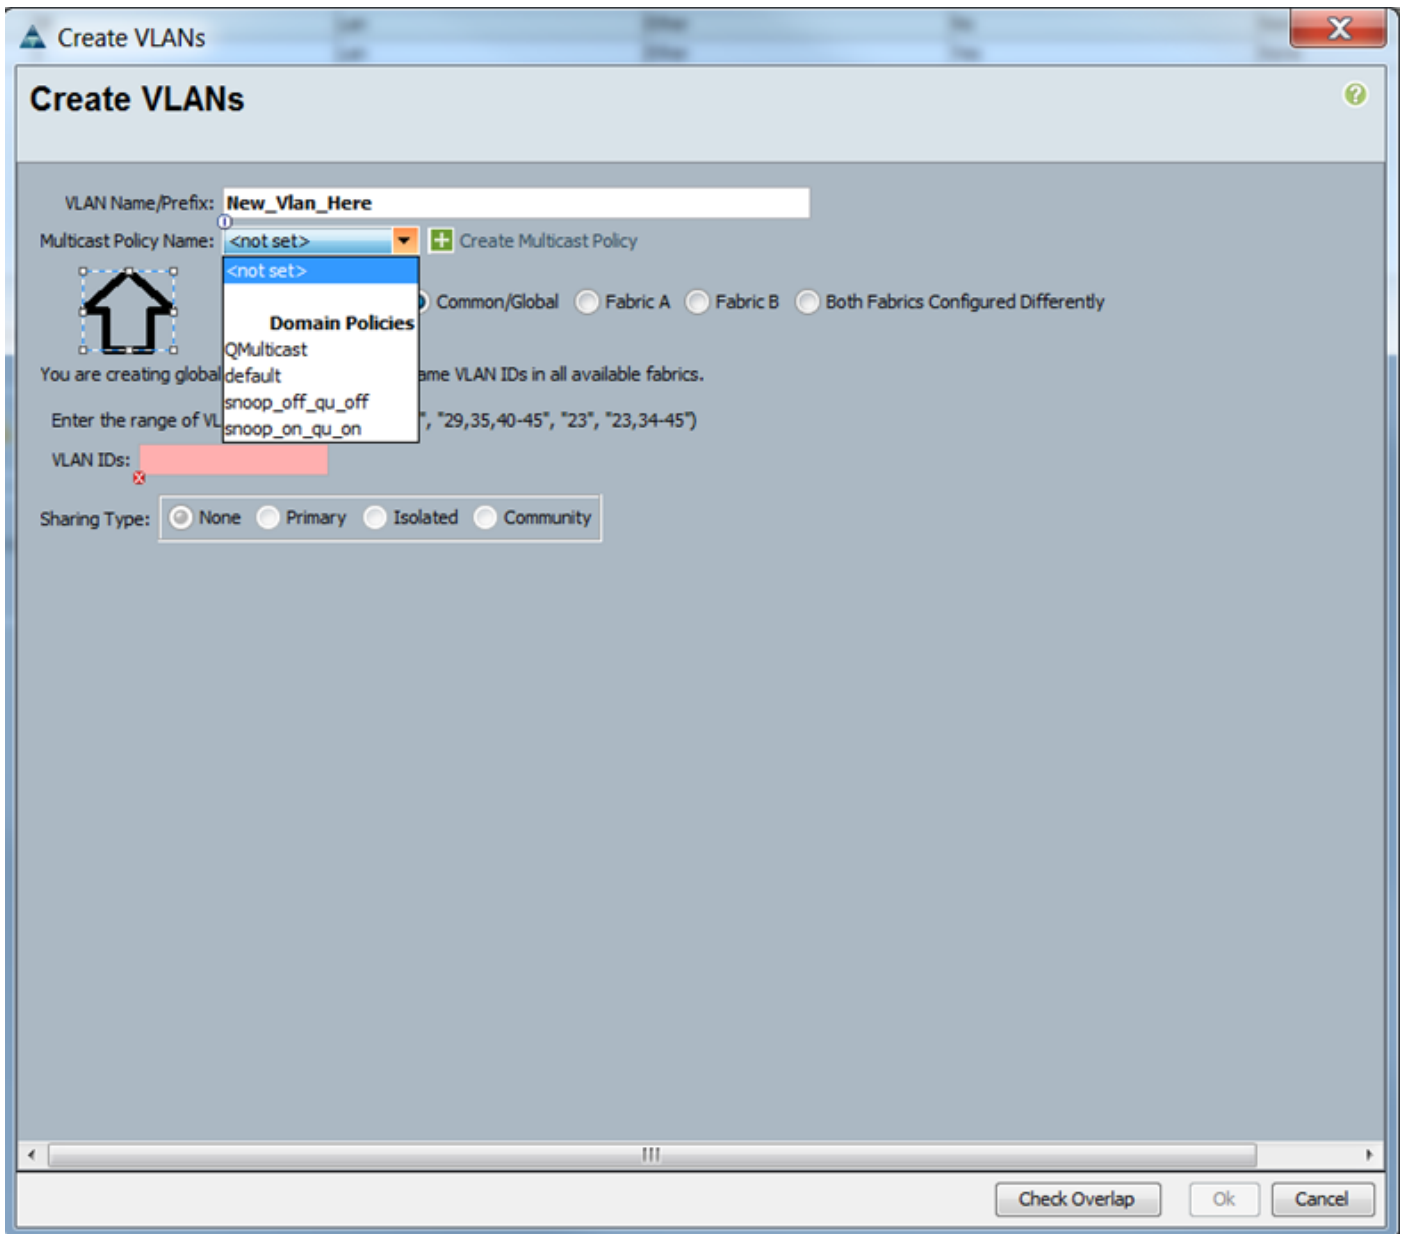 Create VLANs
Create VLANs
VLAN Name/Prefix: New_Vlan_Here
Multicast Policy Name: <not set> Create Multicast Policy
<not set>
Common/Global Fabric A Fabric B Both Fabrics Configured Differently
Domain Policies
QMulticast
You are creating global ame VLAN IDs in all available fabrics.
default
snoop_off_qu_off
Enter the range of VL ", "29,35,40-45", "23", "23,34-45")
snoop_on_qu_on
VLAN IDs:
Sharing Type: None Primary Isolated Community
Check Overlap Ok Cancel